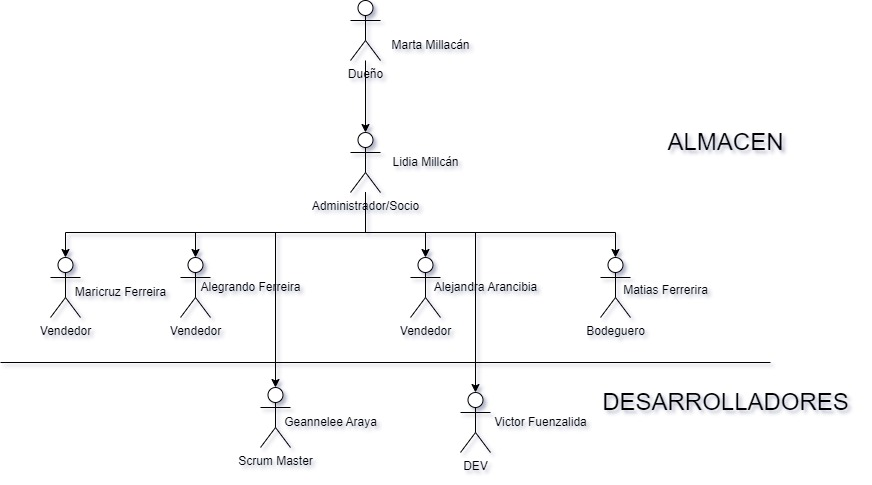 Marta Millacán
Dueño
ALMACEN
Lidia Millcán
Administrador/Socio
Maricruz Ferreira
Alegrando Ferreira
Alejandra Arancibia
Matias Ferrerira
Vendedor
Vendedor
Vendedor
Bodeguero
DESARROLLADORES
Geannelee Araya
Victor Fuenzalida
Scrum Master
DEV